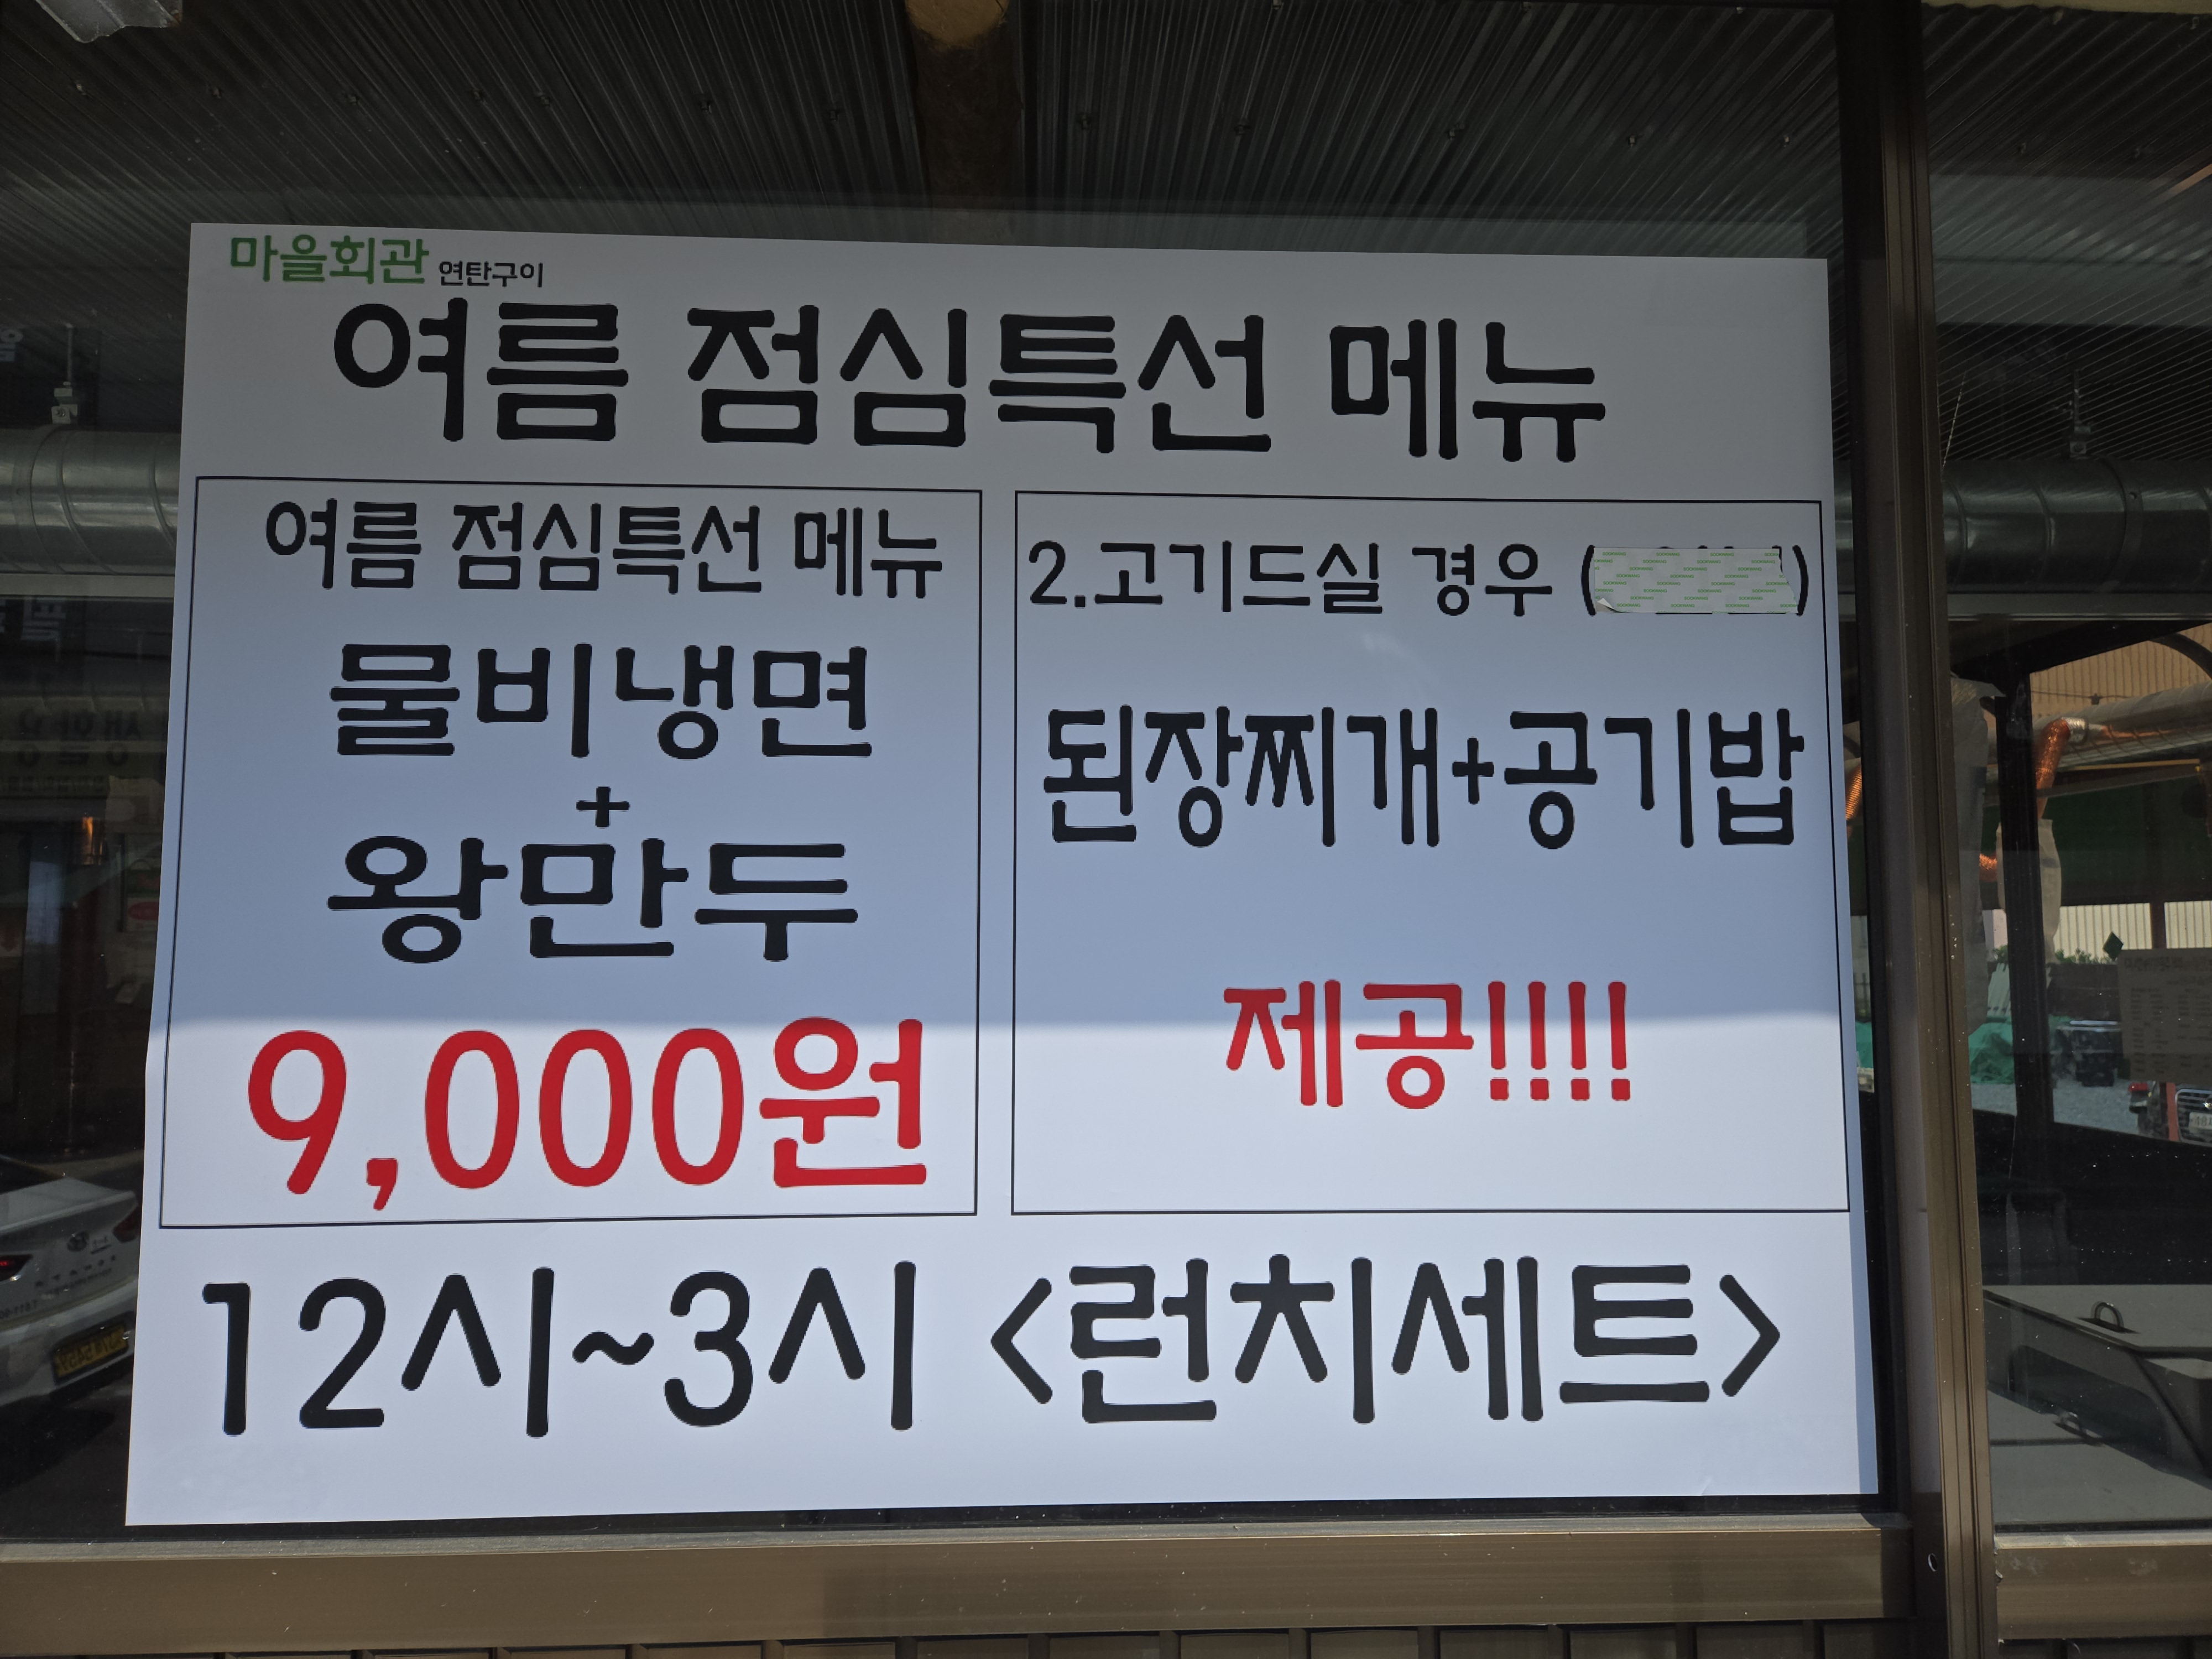 마을회관 연탄구이
여름 점심특선 메뉴
여름 점심특선 메뉴
물비냉면
+
왕만두
9,000원
2.고기드실 경우 ( )
된장찌개+공기밥
제공!!!!
12시~3시 <런치세트>